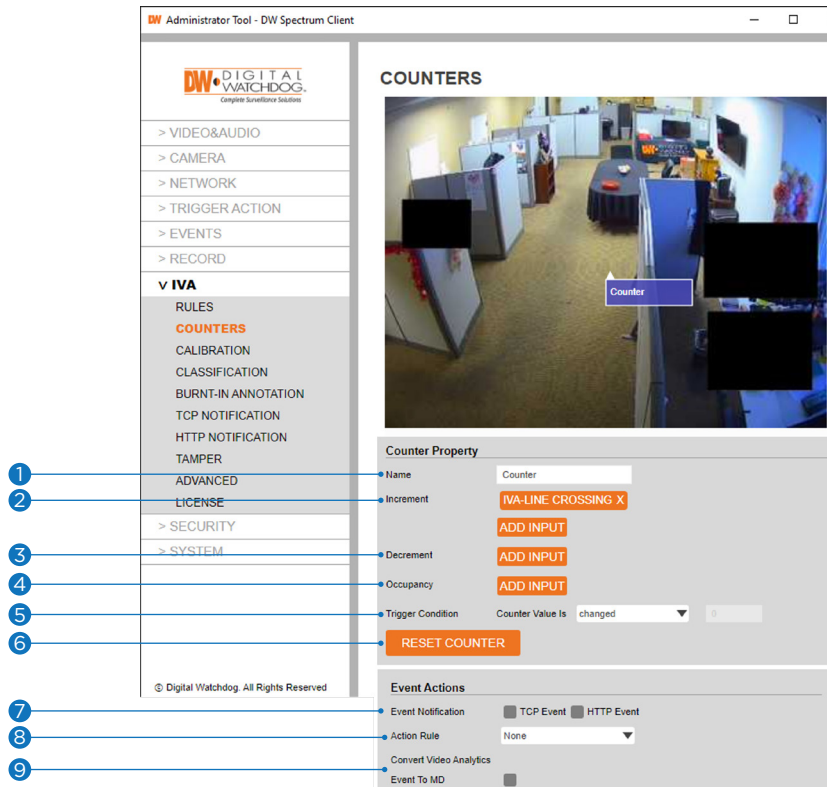 DW Administrator Tool - DW Spectrum Client
DW DIGITAL WATCHDOG®
Complete Surveillance Solutions
> VIDEO&AUDIO
> CAMERA
> NETWORK
> TRIGGER ACTION
> EVENTS
> RECORD
v IVA
RULES
COUNTERS
CALIBRATION
CLASSIFICATION
BURNT-IN ANNOTATION
TCP NOTIFICATION
HTTP NOTIFICATION
TAMPER
ADVANCED
LICENSE
> SECURITY
> SYSTEM
© Digital Watchdog. All Rights Reserved
COUNTERS
Counter
Counter Property
1 Name Counter
2 Increment IVA-LINE CROSSING X
ADD INPUT
3 Decrement ADD INPUT
4 Occupancy ADD INPUT
5 Trigger Condition Counter Value Is changed 0
6 RESET COUNTER
Event Actions
7 Event Notification TCP Event HTTP Event
8 Action Rule None
9 Convert Video Analytics
Event To MD